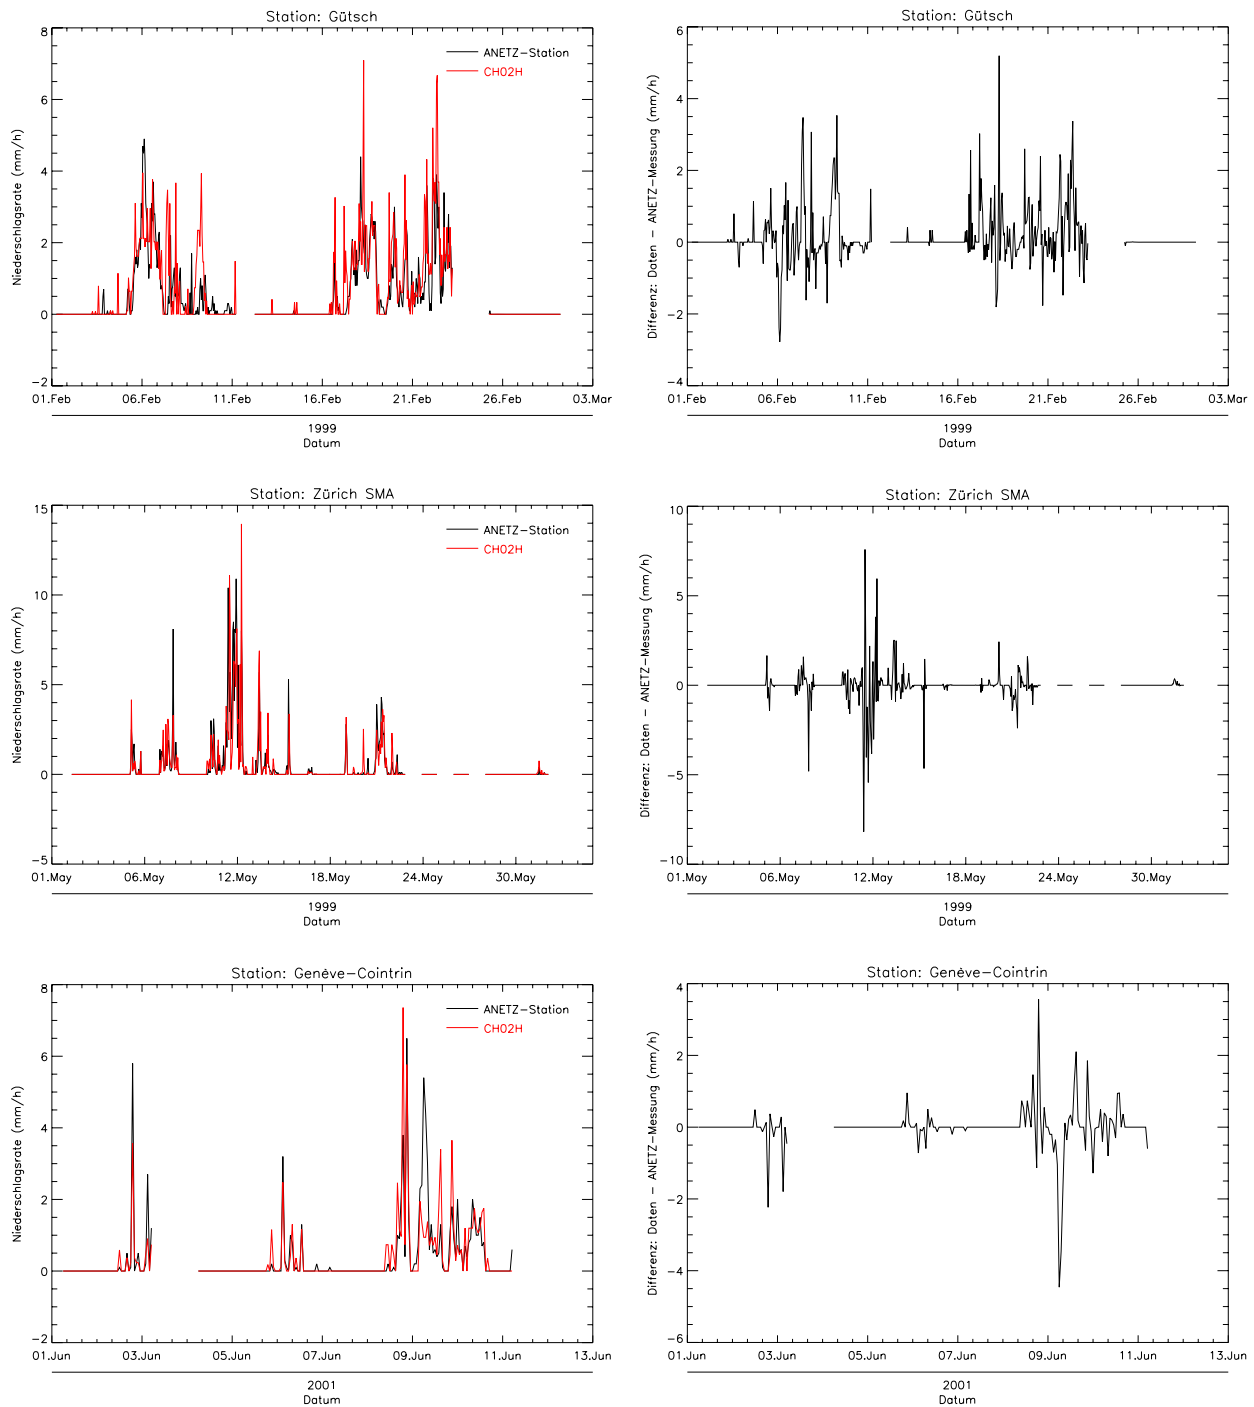 Station: Gütsch
8
6
4
2
0
−2
Niederschlagsrate (mm/h)
ANETZ−Station
CH02H
01.Feb 06.Feb 11.Feb 16.Feb 21.Feb 26.Feb 03.Mar
1999
Datum
Station: Gütsch
6
4
2
0
−2
−4
Differenz: Daten − ANETZ−Messung (mm/h)
01.Feb 06.Feb 11.Feb 16.Feb 21.Feb 26.Feb 03.Mar
1999
Datum
Station: Zürich SMA
15
10
5
0
−5
Niederschlagsrate (mm/h)
ANETZ−Station
CH02H
01.May 06.May 12.May 18.May 24.May 30.May
1999
Datum
Station: Zürich SMA
10
5
0
−5
−10
Differenz: Daten − ANETZ−Messung (mm/h)
01.May 06.May 12.May 18.May 24.May 30.May
1999
Datum
Station: Genève−Cointrin
8
6
4
2
0
−2
Niederschlagsrate (mm/h)
ANETZ−Station
CH02H
01.Jun 03.Jun 05.Jun 07.Jun 09.Jun 11.Jun 13.Jun
2001
Datum
Station: Genève−Cointrin
4
2
0
−2
−4
−6
Differenz: Daten − ANETZ−Messung (mm/h)
01.Jun 03.Jun 05.Jun 07.Jun 09.Jun 11.Jun 13.Jun
2001
Datum